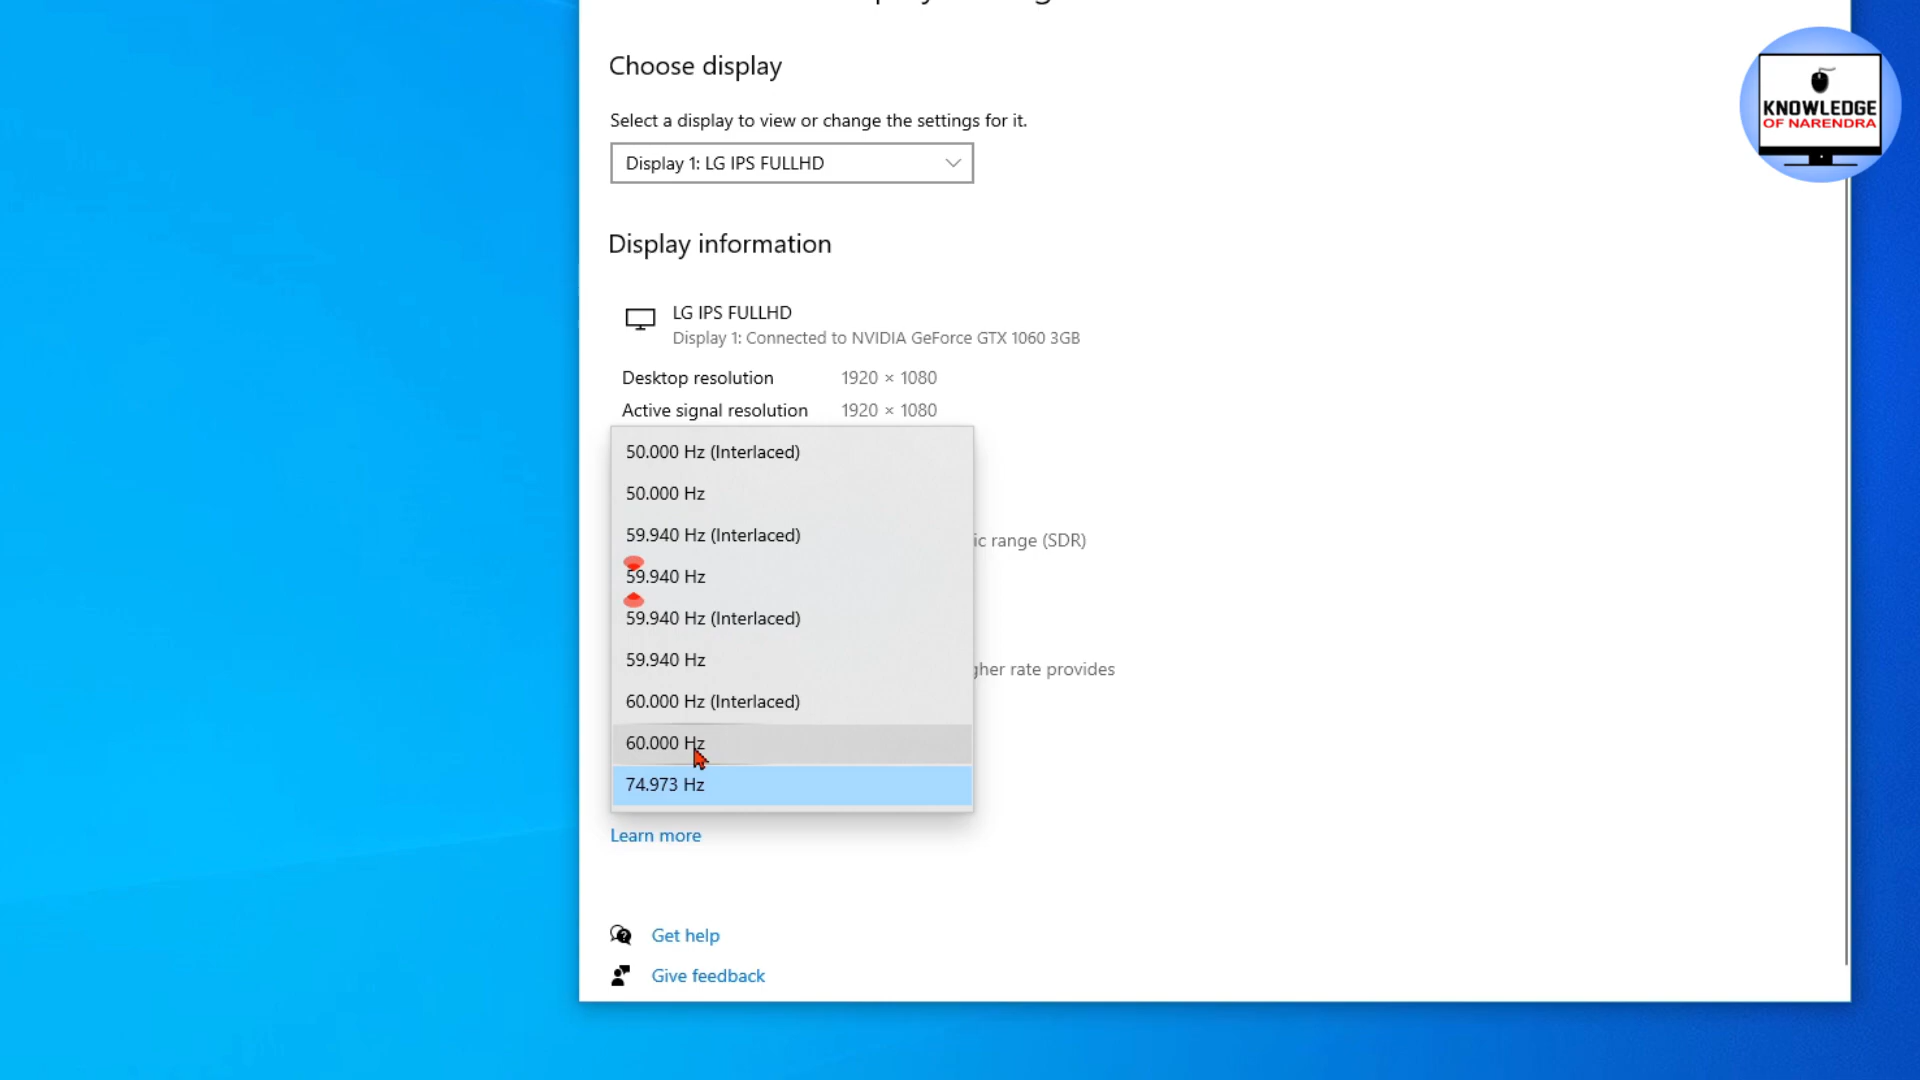 Choose display
Select a display to view or change the settings for it.
Display 1: LG IPS FULLHD
Display information
LG IPS FULLHD
Display 1: Connected to NVIDIA GeForce GTX 1060 3GB
Desktop resolution 1920 × 1080
Active signal resolution 1920 × 1080
50.000 Hz (Interlaced)
50.000 Hz
59.940 Hz (Interlaced)
ic range (SDR)
59.940 Hz
59.940 Hz (Interlaced)
59.940 Hz
gher rate provides
60.000 Hz (Interlaced)
60.000 Hz
74.973 Hz
Learn more
Get help
Give feedback
KNOWLEDGE
OF NARENDRA